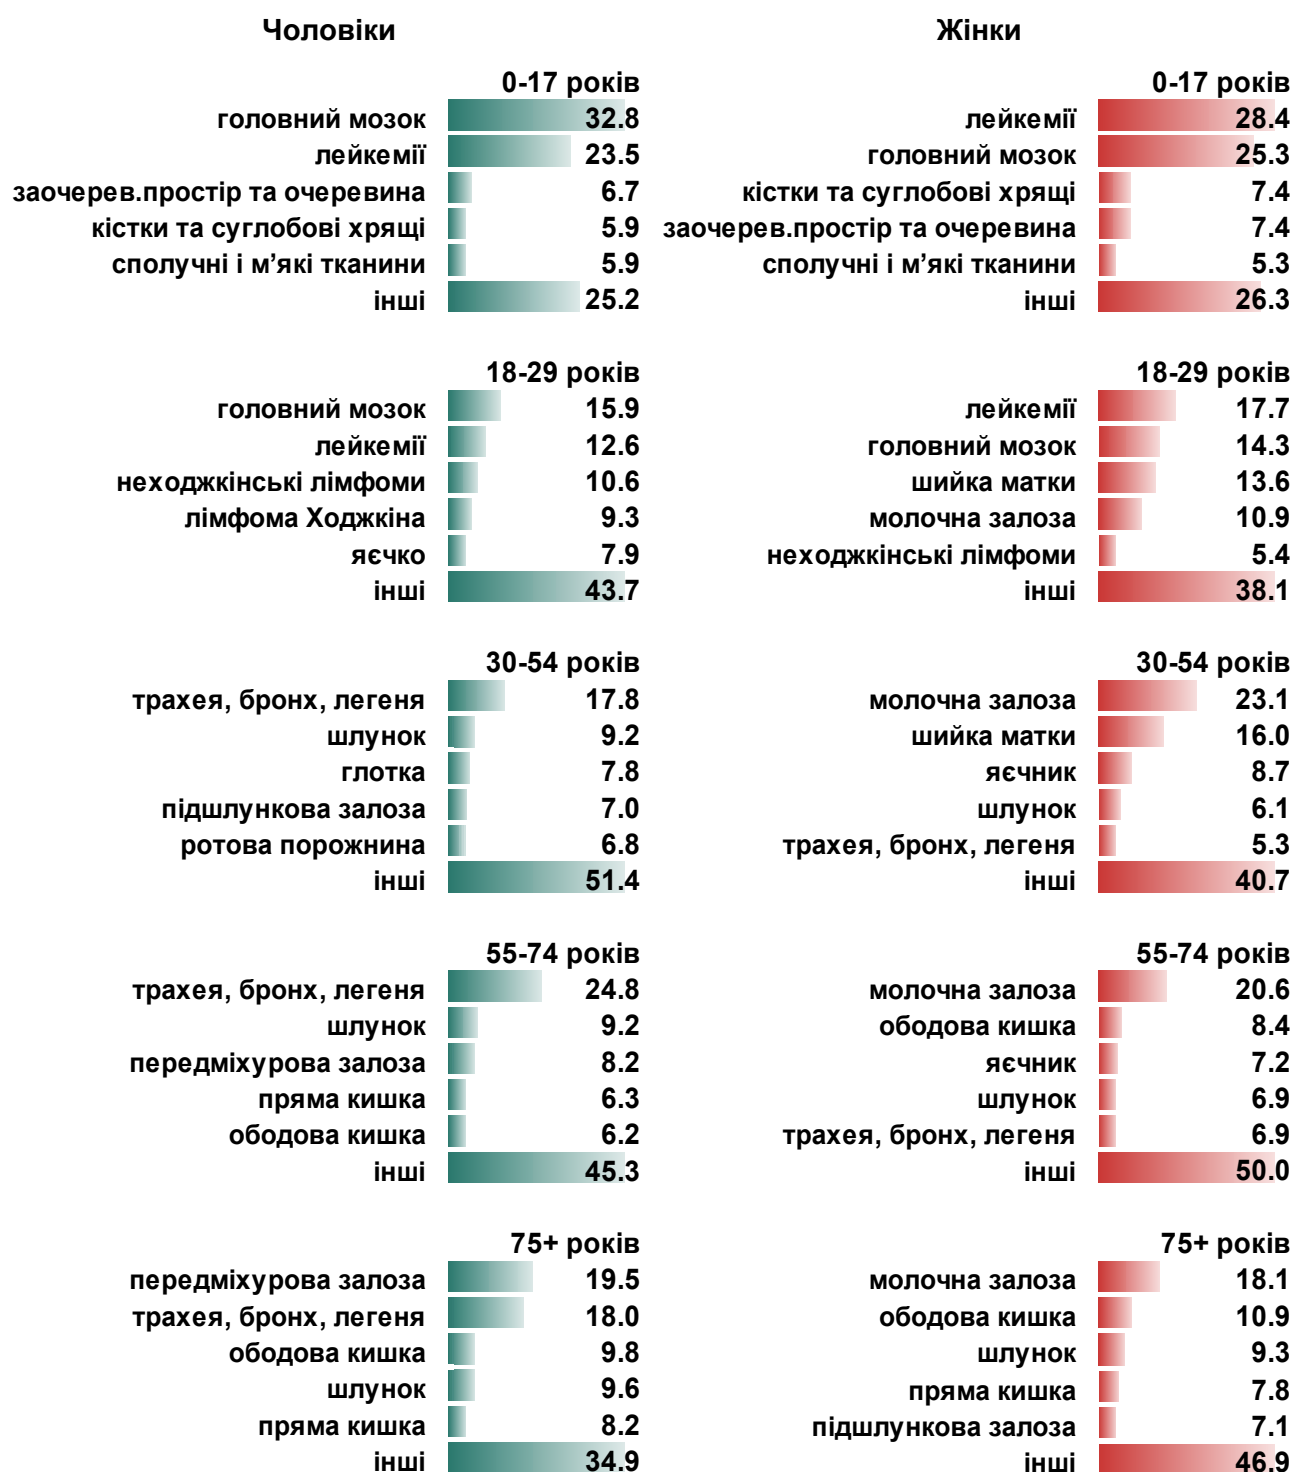 Чоловіки
0-17 років
головний мозок 32.8
лейкемії 23.5
заочерев.простір та очеревина 6.7
кістки та суглобові хрящі 5.9
сполучні і м’які тканини 5.9
інші 25.2
18-29 років
головний мозок 15.9
лейкемії 12.6
неходжкінські лімфоми 10.6
лімфома Ходжкіна 9.3
яєчко 7.9
інші 43.7
30-54 років
трахея, бронх, легеня 17.8
шлунок 9.2
глотка 7.8
підшлункова залоза 7.0
ротова порожнина 6.8
інші 51.4
55-74 років
трахея, бронх, легеня 24.8
шлунок 9.2
передміхурова залоза 8.2
пряма кишка 6.3
ободова кишка 6.2
інші 45.3
75+ років
передміхурова залоза 19.5
трахея, бронх, легеня 18.0
ободова кишка 9.8
шлунок 9.6
пряма кишка 8.2
інші 34.9
Жінки
0-17 років
лейкемії 28.4
головний мозок 25.3
кістки та суглобові хрящі 7.4
заочерев.простір та очеревина 7.4
сполучні і м’які тканини 5.3
інші 26.3
18-29 років
лейкемії 17.7
головний мозок 14.3
шийка матки 13.6
молочна залоза 10.9
неходжкінські лімфоми 5.4
інші 38.1
30-54 років
молочна залоза 23.1
шийка матки 16.0
яєчник 8.7
шлунок 6.1
трахея, бронх, легеня 5.3
інші 40.7
55-74 років
молочна залоза 20.6
ободова кишка 8.4
яєчник 7.2
шлунок 6.9
трахея, бронх, легеня 6.9
інші 50.0
75+ років
молочна залоза 18.1
ободова кишка 10.9
шлунок 9.3
пряма кишка 7.8
підшлункова залоза 7.1
інші 46.9